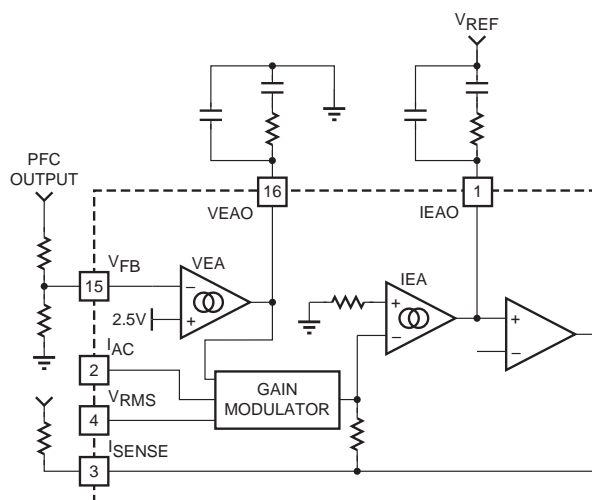 VREF
PFC
OUTPUT
16
1
VEAO
IEAO
VFB
VEA
IEA
15
−
+
2.5V
+
−
+
−
IAC
2
GAIN
MODULATOR
VRMS
4
ISENSE
3